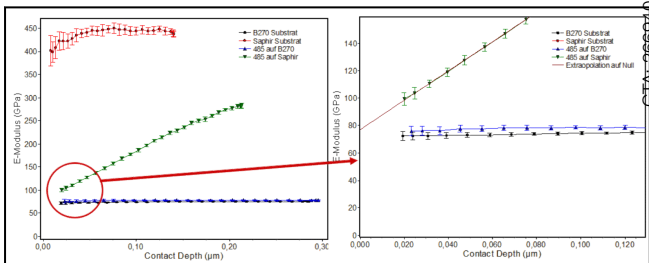 450
400
350
300
250
200
150
100
50
0
E-Modulus (GPa)
0,00
0,10
0,20
0,30
Contact Depth (µm)
B270 Substrat
Saphir Substrat
485 auf B270
485 auf Saphir
140
120
100
80
60
40
20
0
E-Modulus (GPa)
0,000
0,020
0,040
0,060
0,080
0,100
0,120
Contact Depth (µm)
B270 Substrat
Saphir Substrat
485 auf B270
485 auf Saphir
Extraopolation auf Null